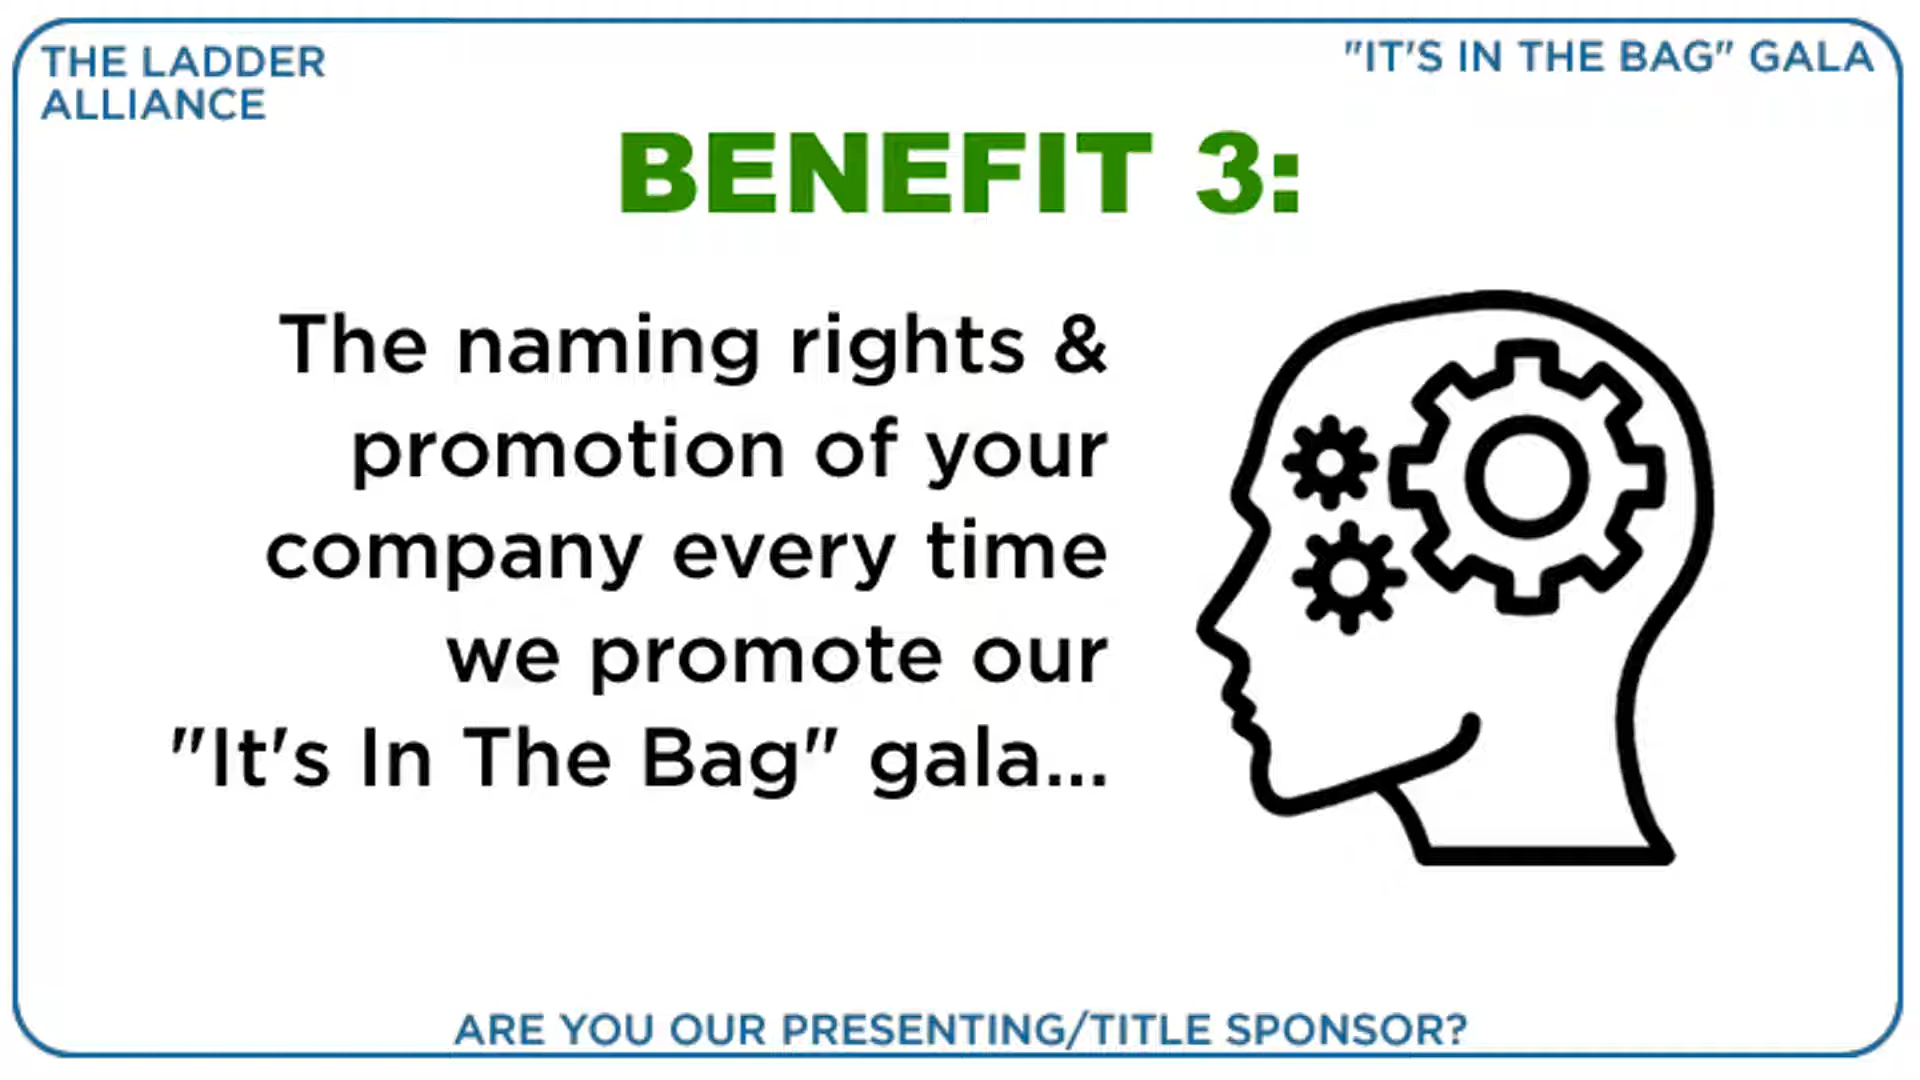 THE LADDER
ALLIANCE
"IT'S IN THE BAG" GALA
BENEFIT 3:
The naming rights &
promotion of your
company every time
we promote our
"It's In The Bag" gala...
ARE YOU OUR PRESENTING/TITLE SPONSOR?